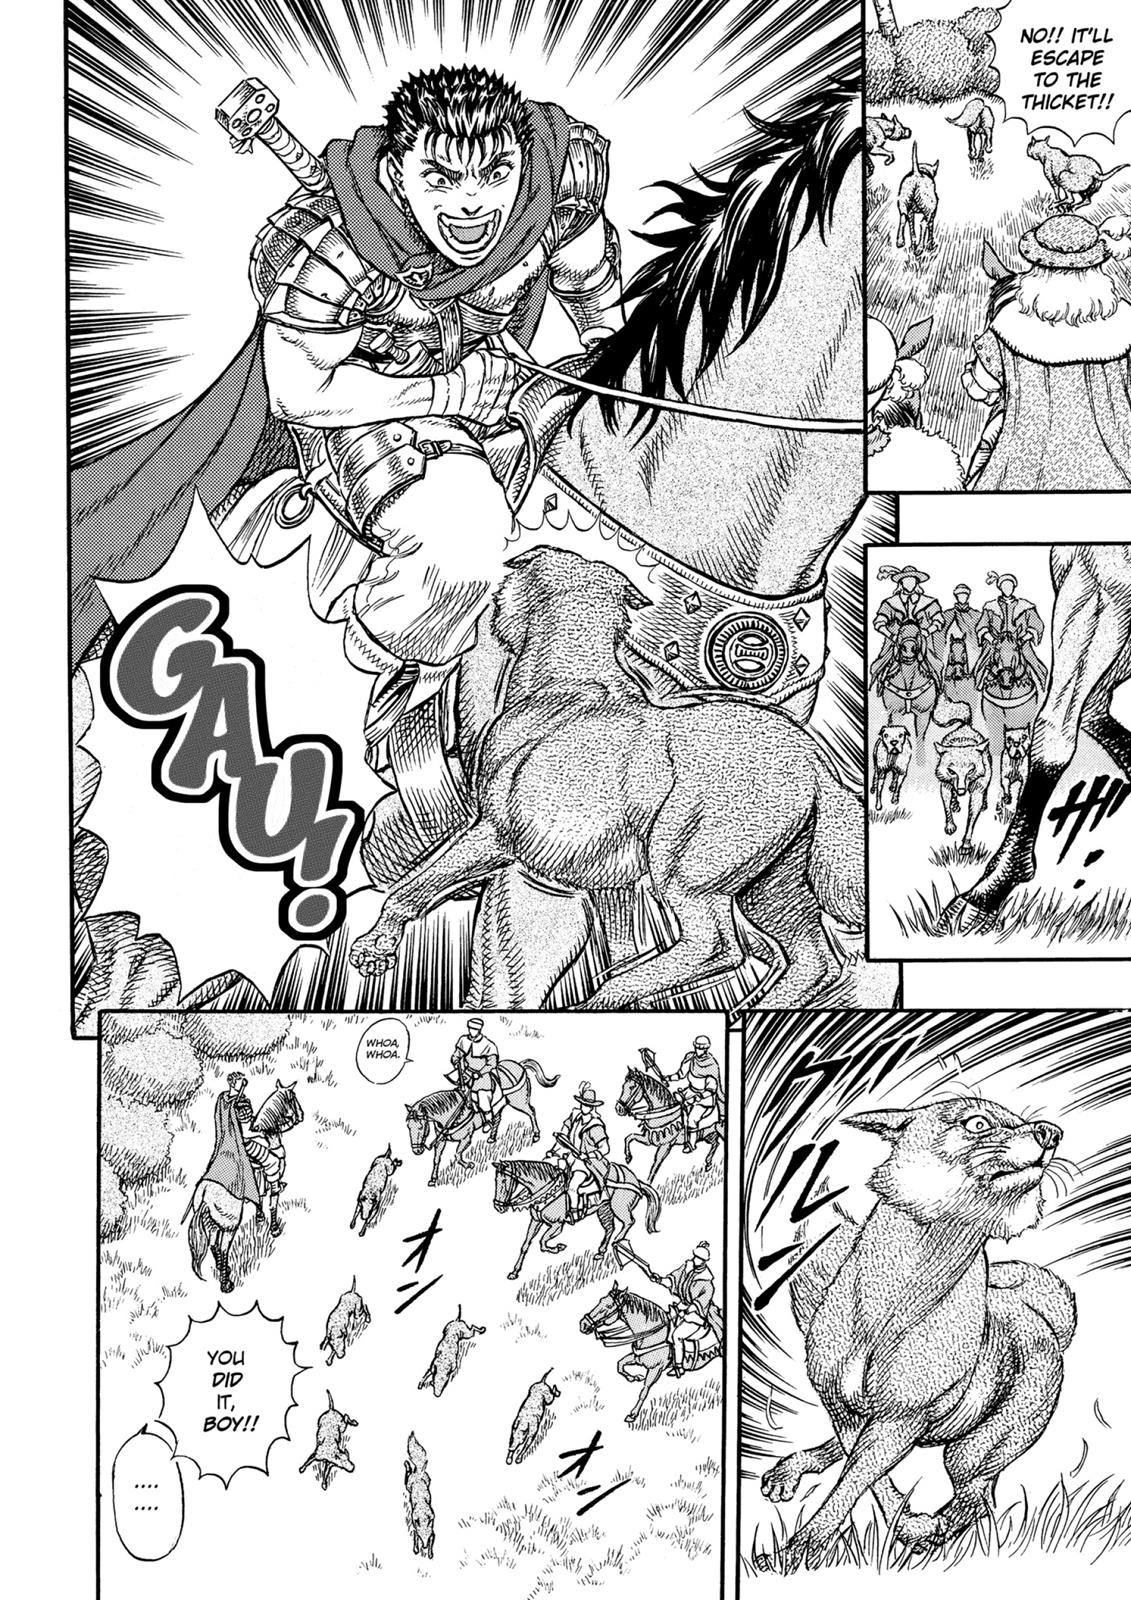 NO!! IT'LL
ESCAPE
TO THE
THICKET!!
GAU!
WHOA,
WHOA.
オン
オン
YOU
DID
IT,
BOY!!
....
....